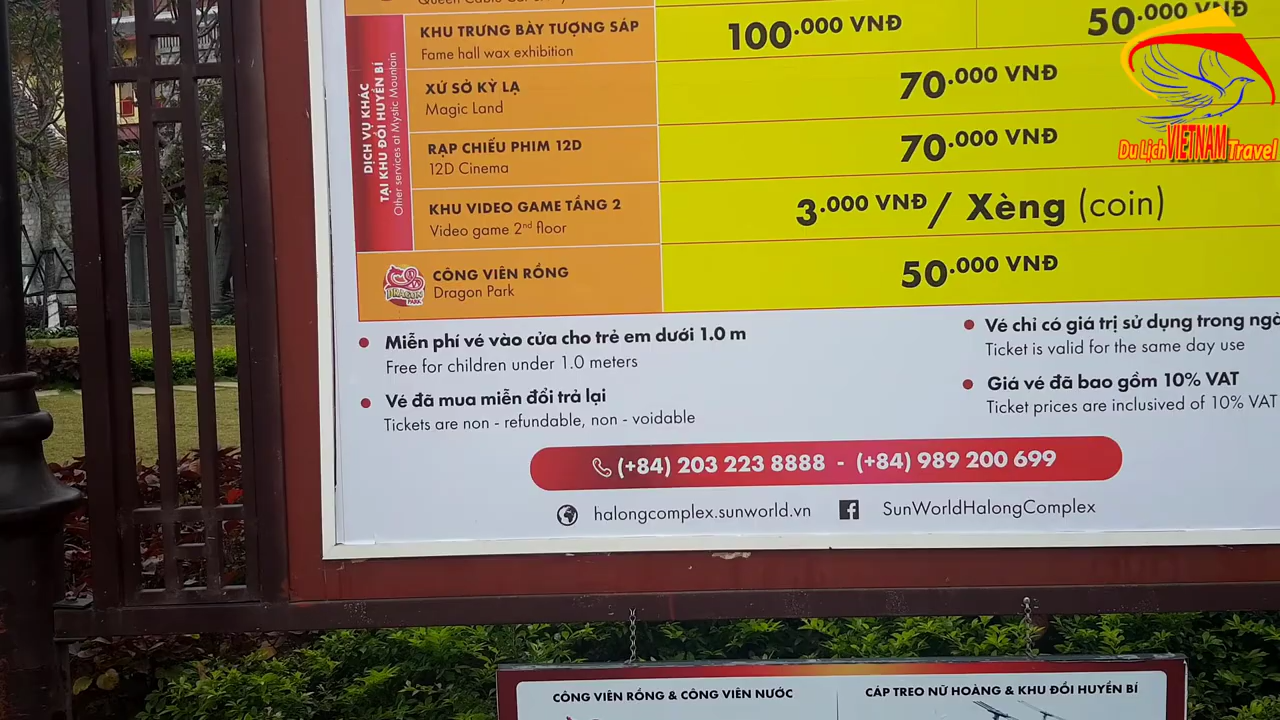 DỊCH VỤ KHÁC
TẠI KHU ĐỒI HUYỀN BÍ
Other services at Mystic Mountain
KHU TRƯNG BÀY TƯỢNG SÁP
Fame hall wax exhibition
100.000 VNĐ
50.000 VNĐ
XỨ SỞ KỲ LẠ
Magic Land
70.000 VNĐ
RẠP CHIẾU PHIM 12D
12D Cinema
70.000 VNĐ
KHU VIDEO GAME TẦNG 2
Video game 2nd floor
3.000 VNĐ / Xèng (coin)
DRAGON PARK
CÔNG VIÊN RỒNG
Dragon Park
50.000 VNĐ
Du Lịch VIETNAM Travel
• Miễn phí vé vào cửa cho trẻ em dưới 1.0 m
Free for children under 1.0 meters
• Vé đã mua miễn đổi trả lại
Tickets are non - refundable, non - voidable
• Vé chỉ có giá trị sử dụng trong ngà
Ticket is valid for the same day use
• Giá vé đã bao gồm 10% VAT
Ticket prices are inclusived of 10% VAT
(+84) 203 223 8888 - (+84) 989 200 699
halongcomplex.sunworld.vn
SunWorldHalongComplex
CÔNG VIÊN RỒNG & CÔNG VIÊN NƯỚC
CÁP TREO NỮ HOÀNG & KHU ĐỒI HUYỀN BÍ